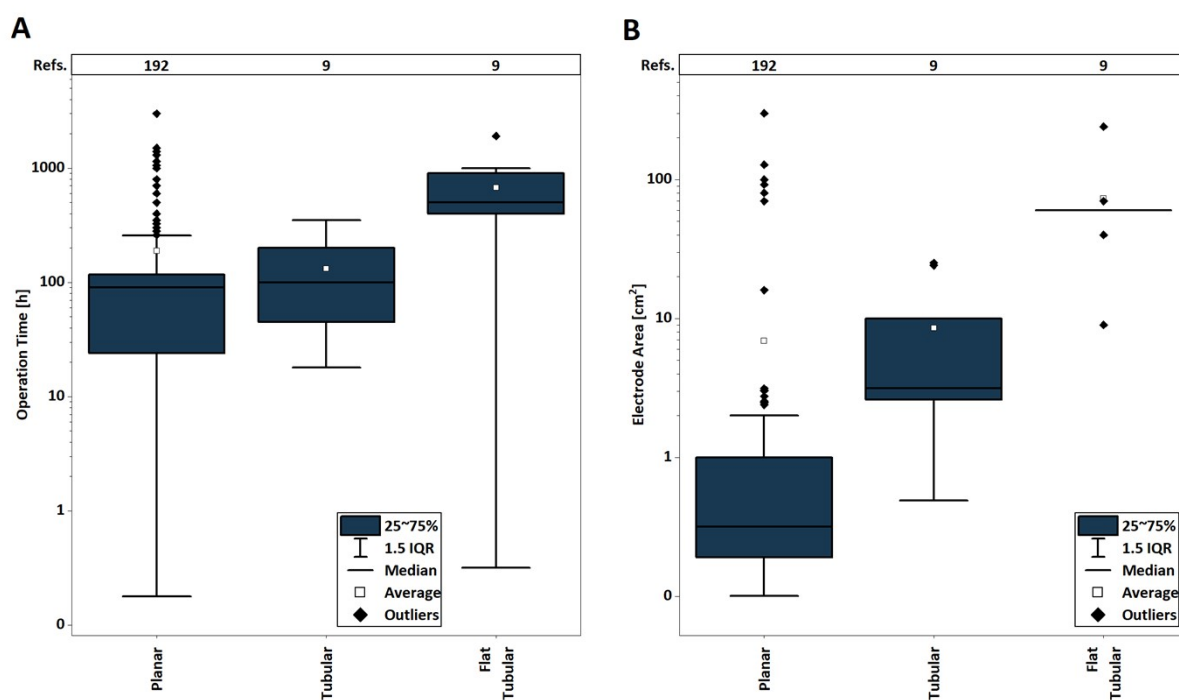 A
Refs. 192 9 9
1000
100
10
1
0
Operation Time [h]
25~75%
1.5 IQR
Median
Average
Outliers
Planar
Tubular
Flat
Tubular
B
Refs. 192 9 9
100
10
1
0
Electrode Area [cm²]
25~75%
1.5 IQR
Median
Average
Outliers
Planar
Tubular
Flat
Tubular